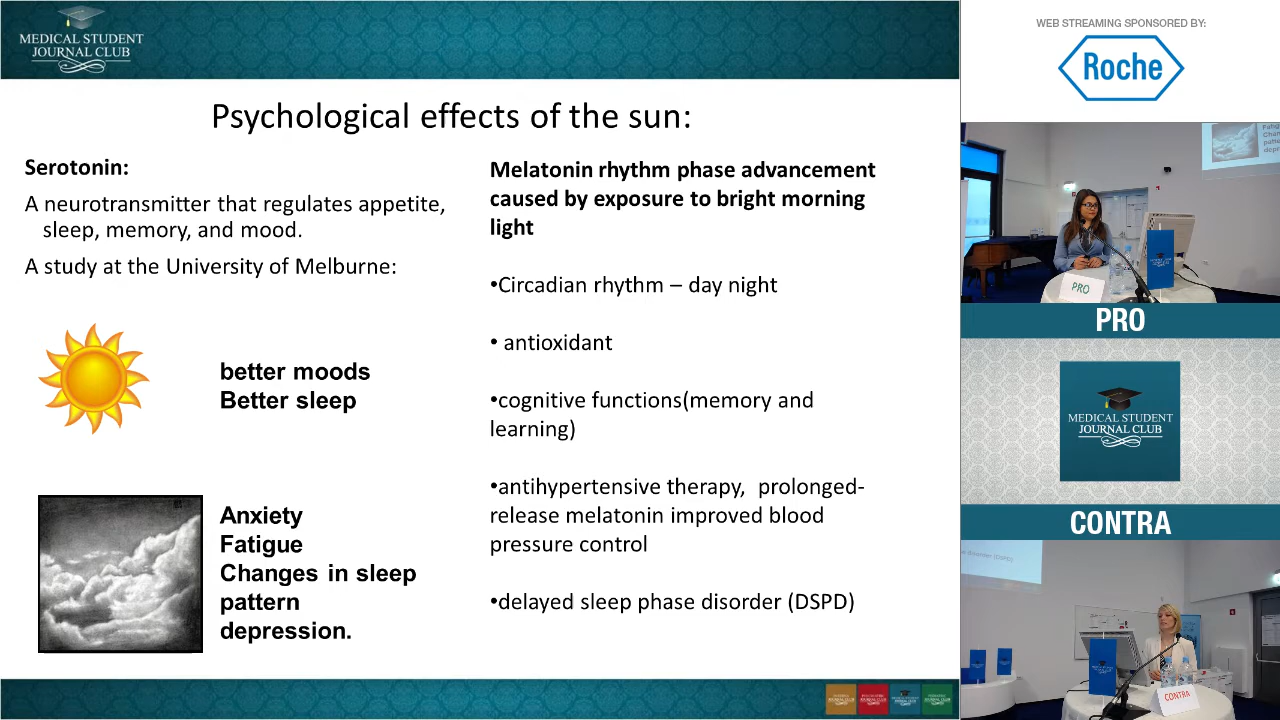 MEDICAL STUDENT
JOURNAL CLUB
Psychological effects of the sun:
Serotonin:
A neurotransmitter that regulates appetite,
sleep, memory, and mood.
A study at the University of Melburne:
better moods
Better sleep
Anxiety
Fatigue
Changes in sleep
pattern
depression.
Melatonin rhythm phase advancement
caused by exposure to bright morning
light
•Circadian rhythm – day night
• antioxidant
•cognitive functions(memory and
learning)
•antihypertensive therapy,  prolonged-
release melatonin improved blood
pressure control
•delayed sleep phase disorder (DSPD)
WEB STREAMING SPONSORED BY:
Roche
PRO
PRO
MEDICAL STUDENT
JOURNAL CLUB
CONTRA
CONTRA